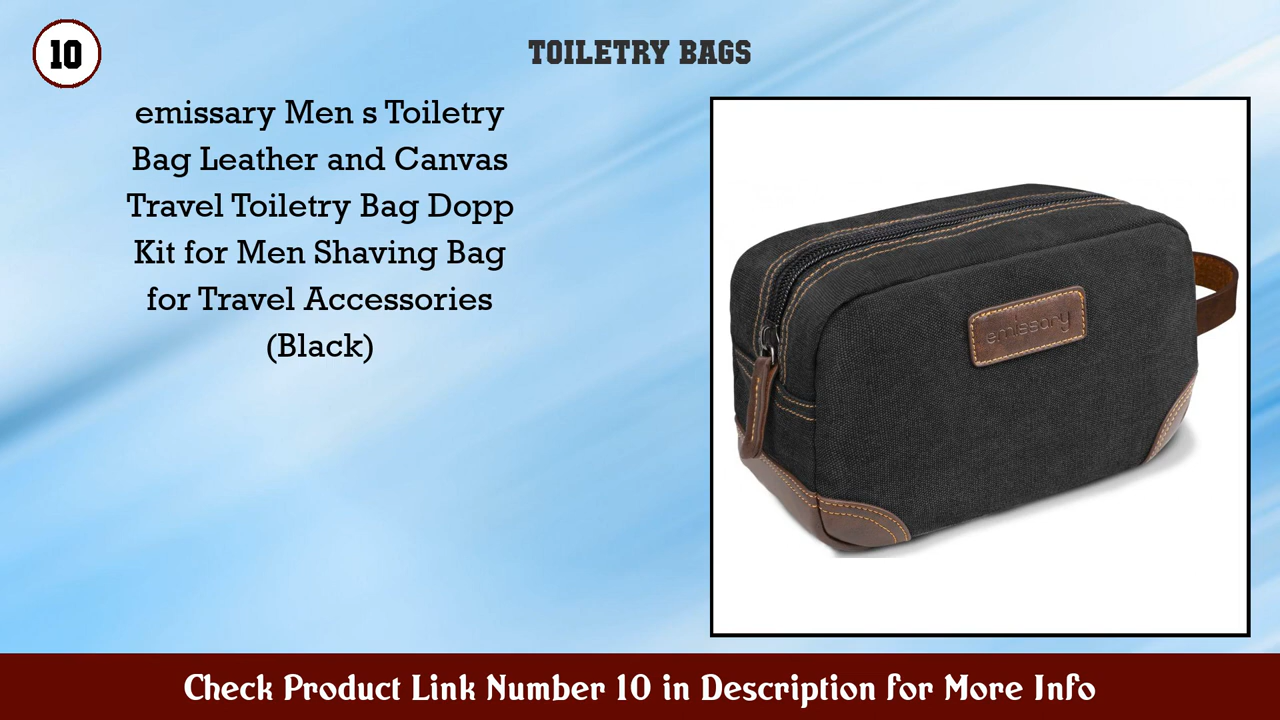 10
TOILETRY BAGS
emissary Men s Toiletry
Bag Leather and Canvas
Travel Toiletry Bag Dopp
Kit for Men Shaving Bag
for Travel Accessories
(Black)
emissary
Check Product Link Number 10 in Description for More Info